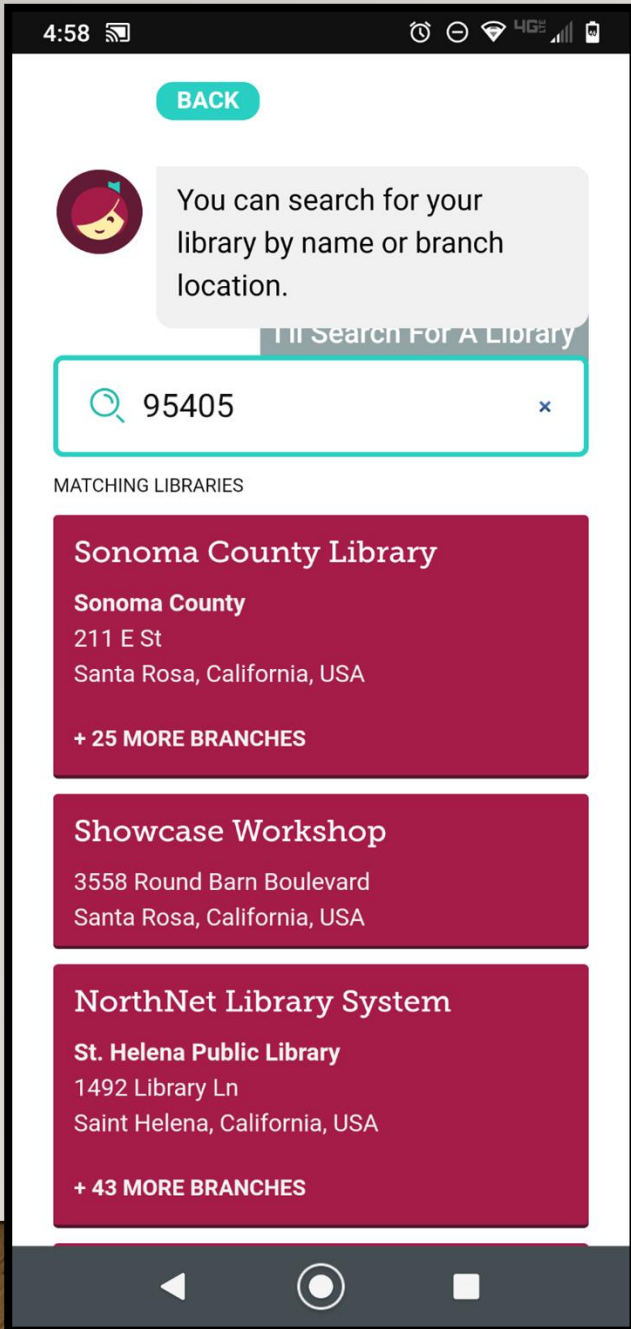 4:58 4GE
BACK
You can search for your
library by name or branch
location.
I'll Search For A Library
95405 ×
MATCHING LIBRARIES
Sonoma County Library
Sonoma County
211 E St
Santa Rosa, California, USA
+ 25 MORE BRANCHES
Showcase Workshop
3558 Round Barn Boulevard
Santa Rosa, California, USA
NorthNet Library System
St. Helena Public Library
1492 Library Ln
Saint Helena, California, USA
+ 43 MORE BRANCHES